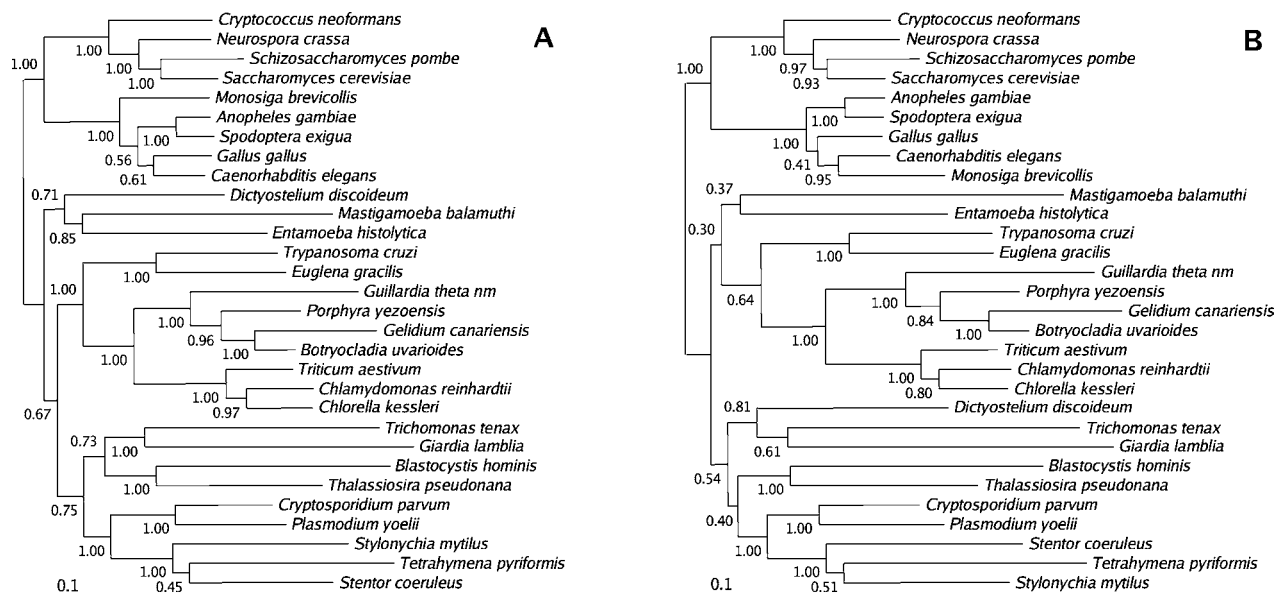 Cryptococcus neoformans
A
Neurospora crassa
1.00
1.00
Schizosaccharomyces pombe
1.00
1.00
Saccharomyces cerevisiae
Monosiga brevicollis
Anopheles gambiae
1.00
1.00
Spodoptera exigua
0.56
Gallus gallus
0.61
Caenorhabditis elegans
0.71
Dictyostelium discoideum
Mastigamoeba balamuthi
0.85
Entamoeba histolytica
Trypanosoma cruzi
1.00
1.00
Euglena gracilis
Guillardia theta nm
1.00
Porphyra yezoensis
0.96
Gelidium canariensis
1.00
1.00
Botryocladia uvarioides
Triticum aestivum
1.00
Chlamydomonas reinhardtii
0.67
0.97
Chlorella kessleri
0.73
Trichomonas tenax
1.00
Giardia lamblia
Blastocystis hominis
1.00
Thalassiosira pseudonana
0.75
Cryptosporidium parvum
1.00
Plasmodium yoelii
1.00
Stylonychia mytilus
1.00
Tetrahymena pyriformis
0.1
0.45
Stentor coeruleus
Cryptococcus neoformans
B
Neurospora crassa
1.00
1.00
Schizosaccharomyces pombe
0.97
0.93
Saccharomyces cerevisiae
Anopheles gambiae
1.00
Spodoptera exigua
1.00
Gallus gallus
0.41
Caenorhabditis elegans
0.95
Monosiga brevicollis
0.37
Mastigamoeba balamuthi
Entamoeba histolytica
0.30
Trypanosoma cruzi
1.00
Euglena gracilis
Guillardia theta nm
0.64
1.00
Porphyra yezoensis
0.84
Gelidium canariensis
1.00
1.00
Botryocladia uvarioides
Triticum aestivum
1.00
Chlamydomonas reinhardtii
0.80
Chlorella kessleri
0.81
Dictyostelium discoideum
Trichomonas tenax
0.61
Giardia lamblia
Blastocystis hominis
0.54
1.00
Thalassiosira pseudonana
Cryptosporidium parvum
0.40
1.00
Plasmodium yoelii
1.00
Stentor coeruleus
1.00
Tetrahymena pyriformis
0.1
0.51
Stylonychia mytilus